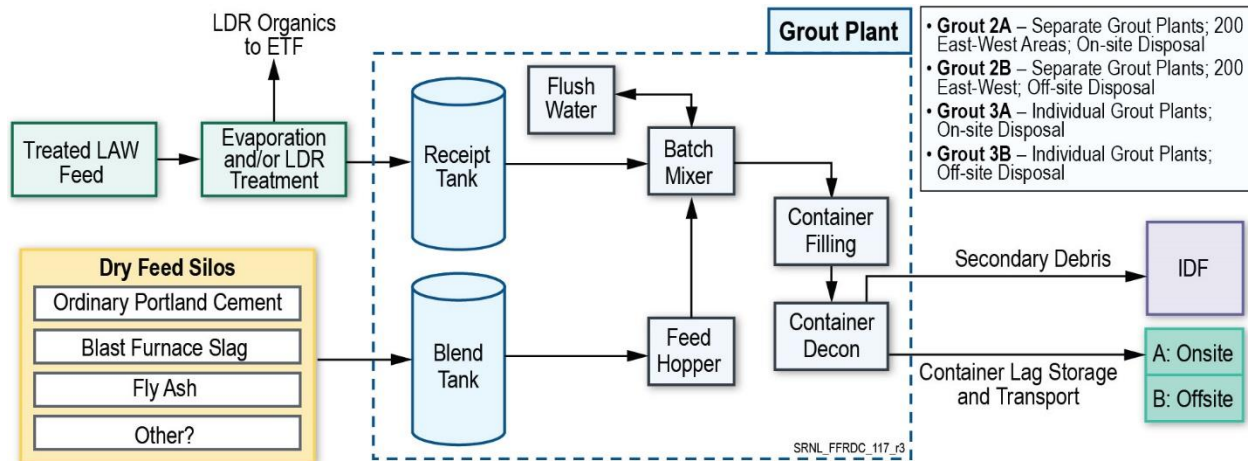 LDR Organics
to ETF
Treated LAW
Feed
Evaporation
and/or LDR
Treatment
Dry Feed Silos
Ordinary Portland Cement
Blast Furnace Slag
Fly Ash
Other?
Grout Plant
Receipt
Tank
Flush
Water
Batch
Mixer
Blend
Tank
Feed
Hopper
Container
Filling
Container
Decon
SRNL_FFRDC_117_r3
• Grout 2A – Separate Grout Plants; 200
East-West Areas; On-site Disposal
• Grout 2B – Separate Grout Plants; 200
East-West; Off-site Disposal
• Grout 3A – Individual Grout Plants;
On-site Disposal
• Grout 3B – Individual Grout Plants;
Off-site Disposal
Secondary Debris
IDF
Container Lag Storage
and Transport
A: Onsite
B: Offsite